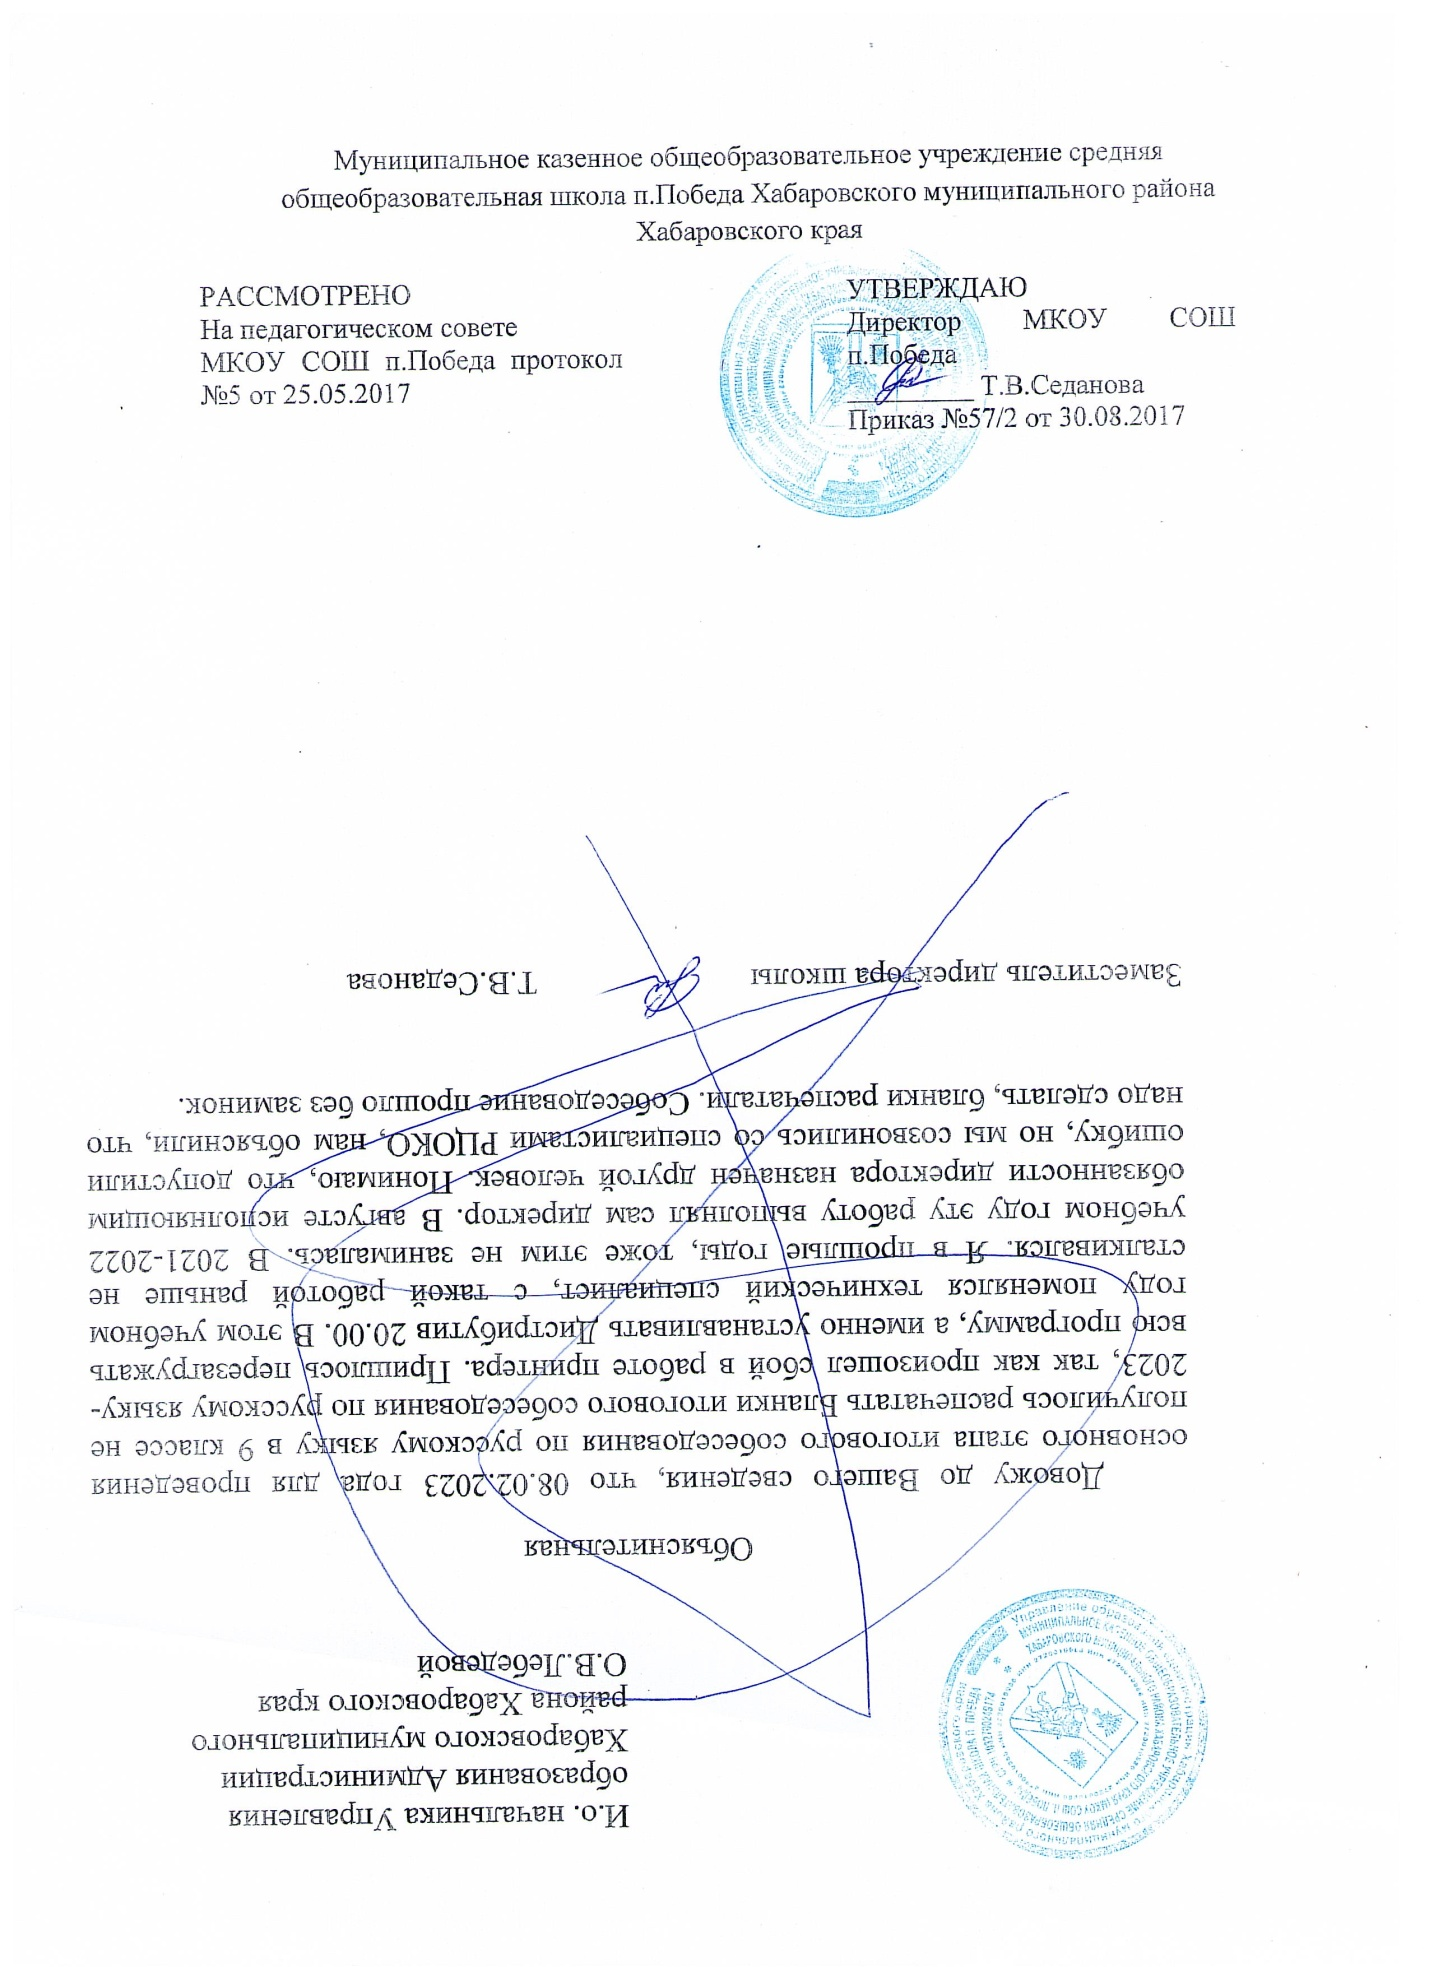 Муниципальное казенное общеобразовательное учреждение средняя
общеобразовательная школа п.Победа Хабаровского муниципального района
Хабаровского края
РАССМОТРЕНО
На педагогическом совете
МКОУ СОШ п.Победа протокол
№5 от 25.05.2017
УТВЕРЖДАЮ
Директор МКОУ СОШ
п.Победа
Т.В.Седанова
Приказ №57/2 от 30.08.2017
И.о. начальника Управления
образования Администрации
Хабаровского муниципального
района Хабаровского края
О.В.Лебедевой
Объяснительная
Довожу до Вашего сведения, что 08.02.2023 года для проведения
основного этапа итогового собеседования по русскому языку в 9 классе не
получилось распечатать Бланки итогового собеседования по русскому языку-
2023, так как произошел сбой в работе принтера. Пришлось перезагружать
всю программу, а именно устанавливать Дистрибутив 20.00. В этом учебном
году поменялся технический специалист, с такой работой раньше не
сталкивался. Я в прошлые годы, тоже этим не занималась. В 2021-2022
учебном году эту работу выполнял сам директор. В августе исполняющим
обязанности директора назначен другой человек. Понимаю, что допустили
ошибку, но мы созвонились со специалистами РЦОКО, нам объяснили, что
надо сделать, бланки распечатали. Собеседование прошло без заминок.
Заместитель директора школы Т.В.Седанова